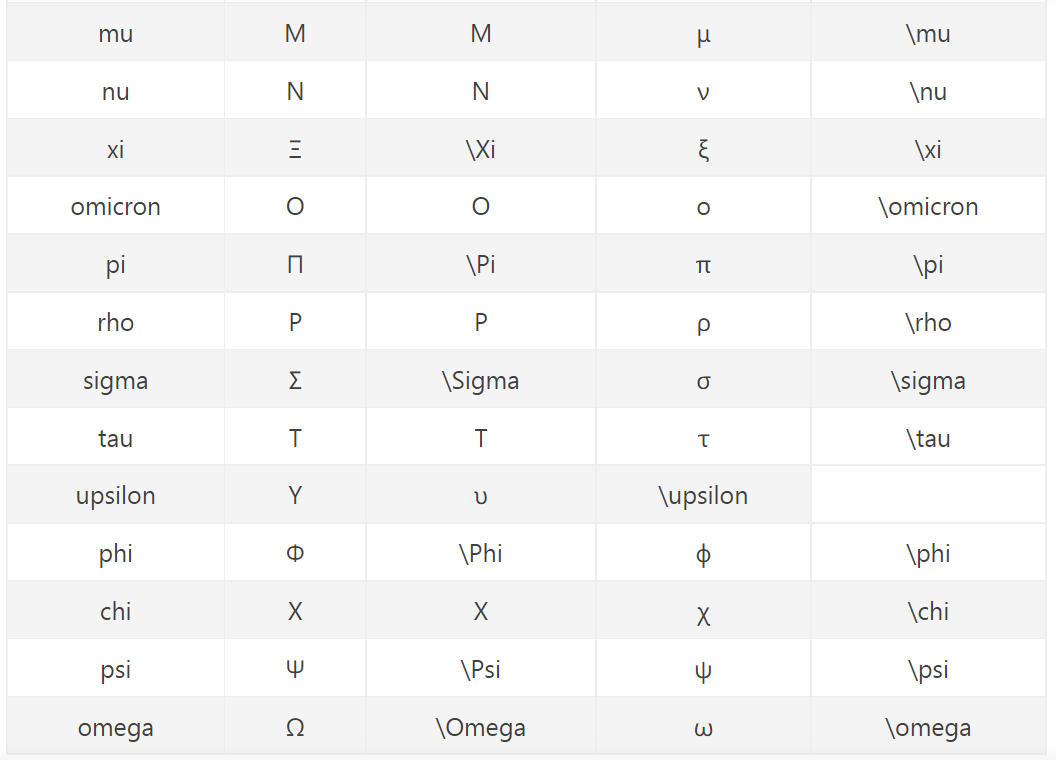 mu Μ M μ \mu
nu Ν N ν \nu
xi Ξ \Xi ξ \xi
omicron Ο O ο \omicron
pi Π \Pi π \pi
rho Ρ P ρ \rho
sigma Σ \Sigma σ \sigma
tau Τ T τ \tau
upsilon Υ υ \upsilon
phi Φ \Phi ϕ \phi
chi Χ X χ \chi
psi Ψ \Psi ψ \psi
omega Ω \Omega ω \omega